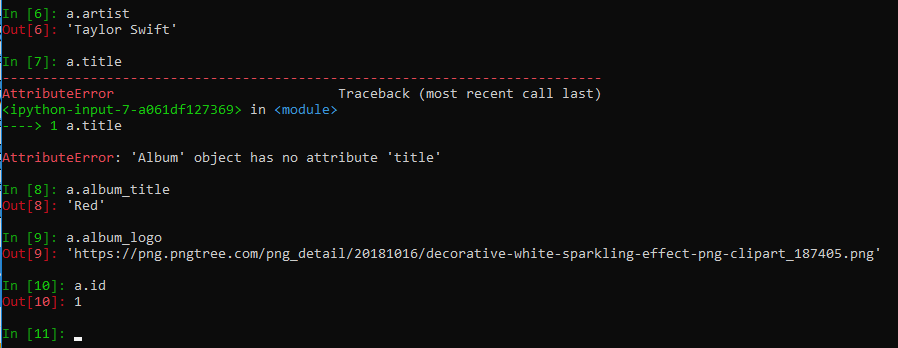 In [6]: a.artist
Out[6]: 'Taylor Swift'
In [7]: a.title
---------------------------------------------------------------------------
AttributeError                            Traceback (most recent call last)
<ipython-input-7-a061df127369> in <module>
----> 1 a.title
AttributeError: 'Album' object has no attribute 'title'
In [8]: a.album_title
Out[8]: 'Red'
In [9]: a.album_logo
Out[9]: 'https://png.pngtree.com/png_detail/20181016/decorative-white-sparkling-effect-png-clipart_187405.png'
In [10]: a.id
Out[10]: 1
In [11]: